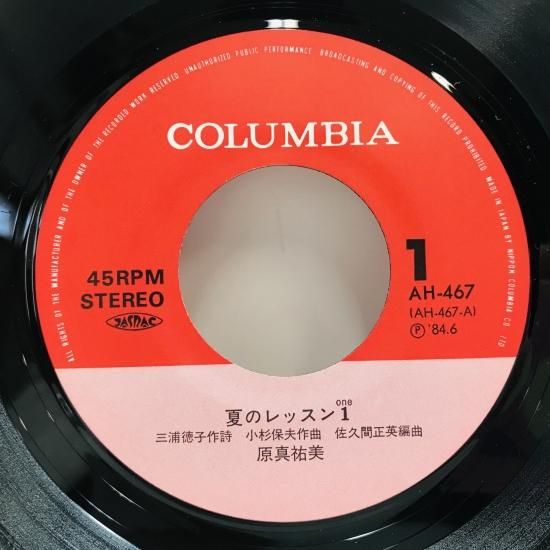 ALL RIGHTS OF THE MANUFACTURER AND OF THE OWNER OF THE RECORDED WORK RESERVED UNAUTHORIZED PUBLIC PERFORMANCE BROADCASTING AND COPYING OF THIS RECORD PROHIBITED MADE IN JAPAN BY NIPPON COLUMBIA CO. LTD
COLUMBIA
45RPM
STEREO
JASRAC
1
AH-467
(AH-467-A)
Ⓟ '84.6
one
夏のレッスン1
三浦徳子作詩 小杉保夫作曲 佐久間正英編曲
原真祐美